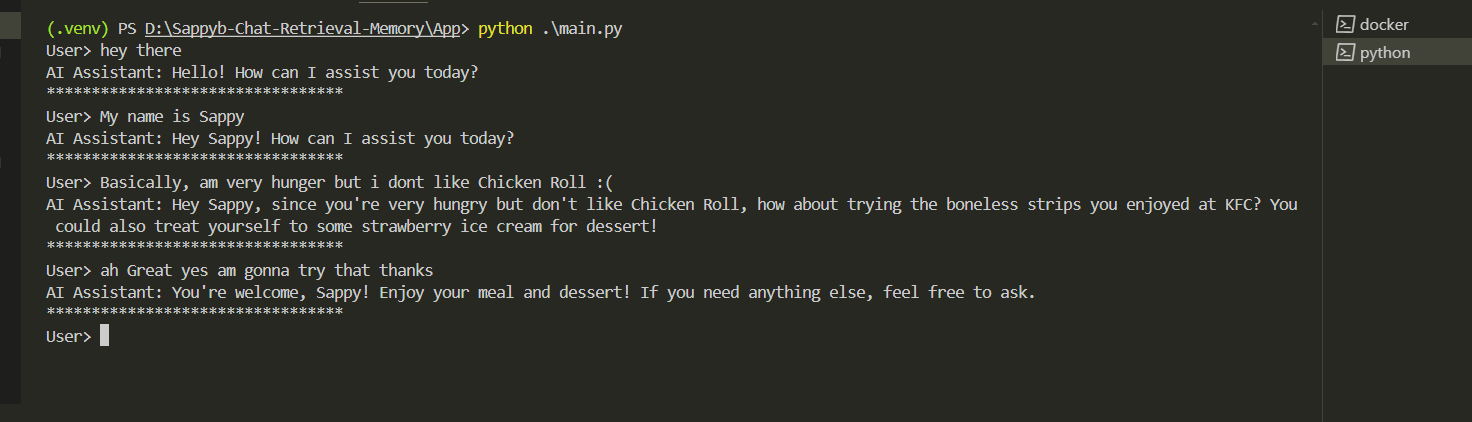 (.venv) PS D:\Sappyb-Chat-Retrieval-Memory\App> python .\main.py
User> hey there
AI Assistant: Hello! How can I assist you today?
*********************************
User> My name is Sappy
AI Assistant: Hey Sappy! How can I assist you today?
*********************************
User> Basically, am very hunger but i dont like Chicken Roll :(
AI Assistant: Hey Sappy, since you're very hungry but don't like Chicken Roll, how about trying the boneless strips you enjoyed at KFC? You
could also treat yourself to some strawberry ice cream for dessert!
*********************************
User> ah Great yes am gonna try that thanks
AI Assistant: You're welcome, Sappy! Enjoy your meal and dessert! If you need anything else, feel free to ask.
*********************************
User>
docker
python